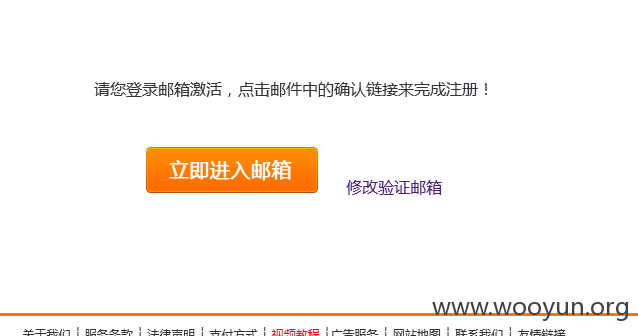 请您登录邮箱激活，点击邮件中的确认链接来完成注册！
立即进入邮箱
修改验证邮箱
www.wooyun.org
关于我们 | 服务条款 | 法律声明 | 支付方式 | 视频教程 | 广告服务 | 网站地图 | 联系我们 | 友情链接